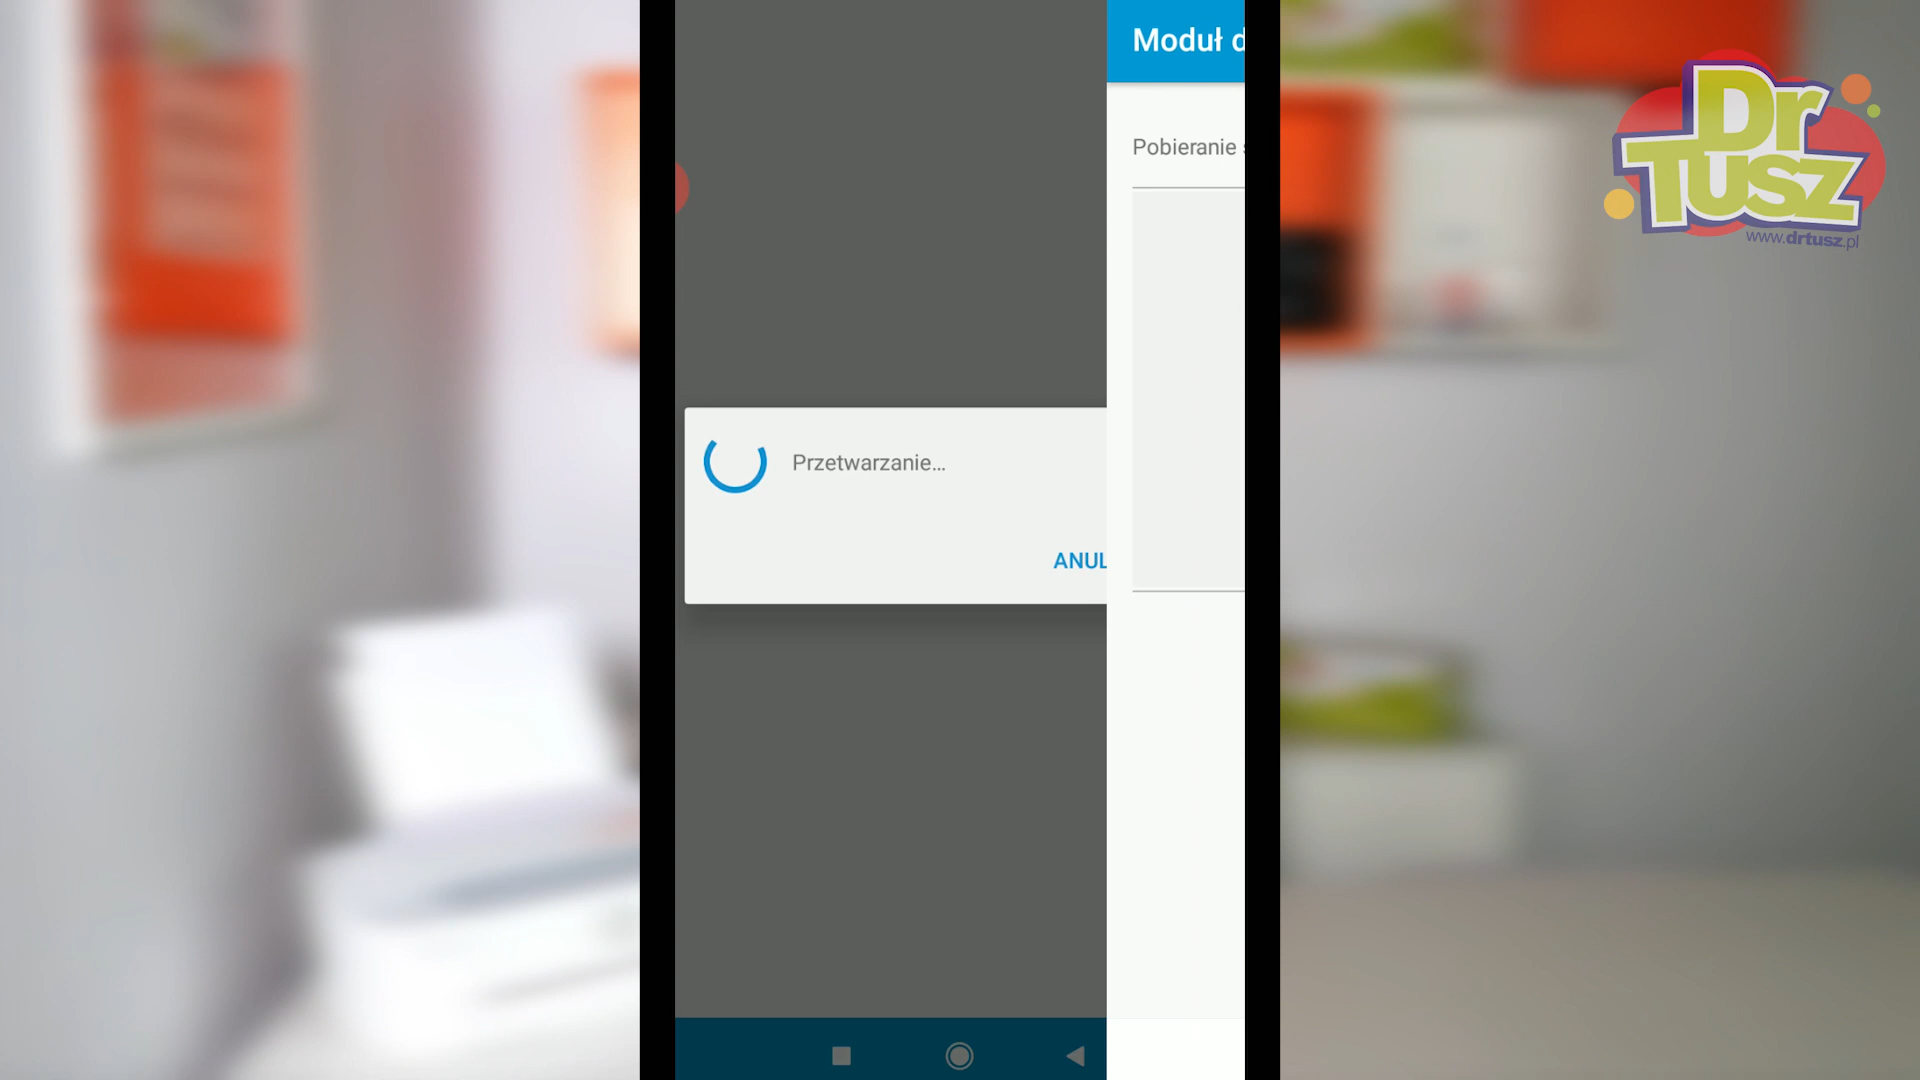 Moduł d
Pobieranie
Przetwarzanie...
ANUL
Dr
Tusz
www.drtusz.pl